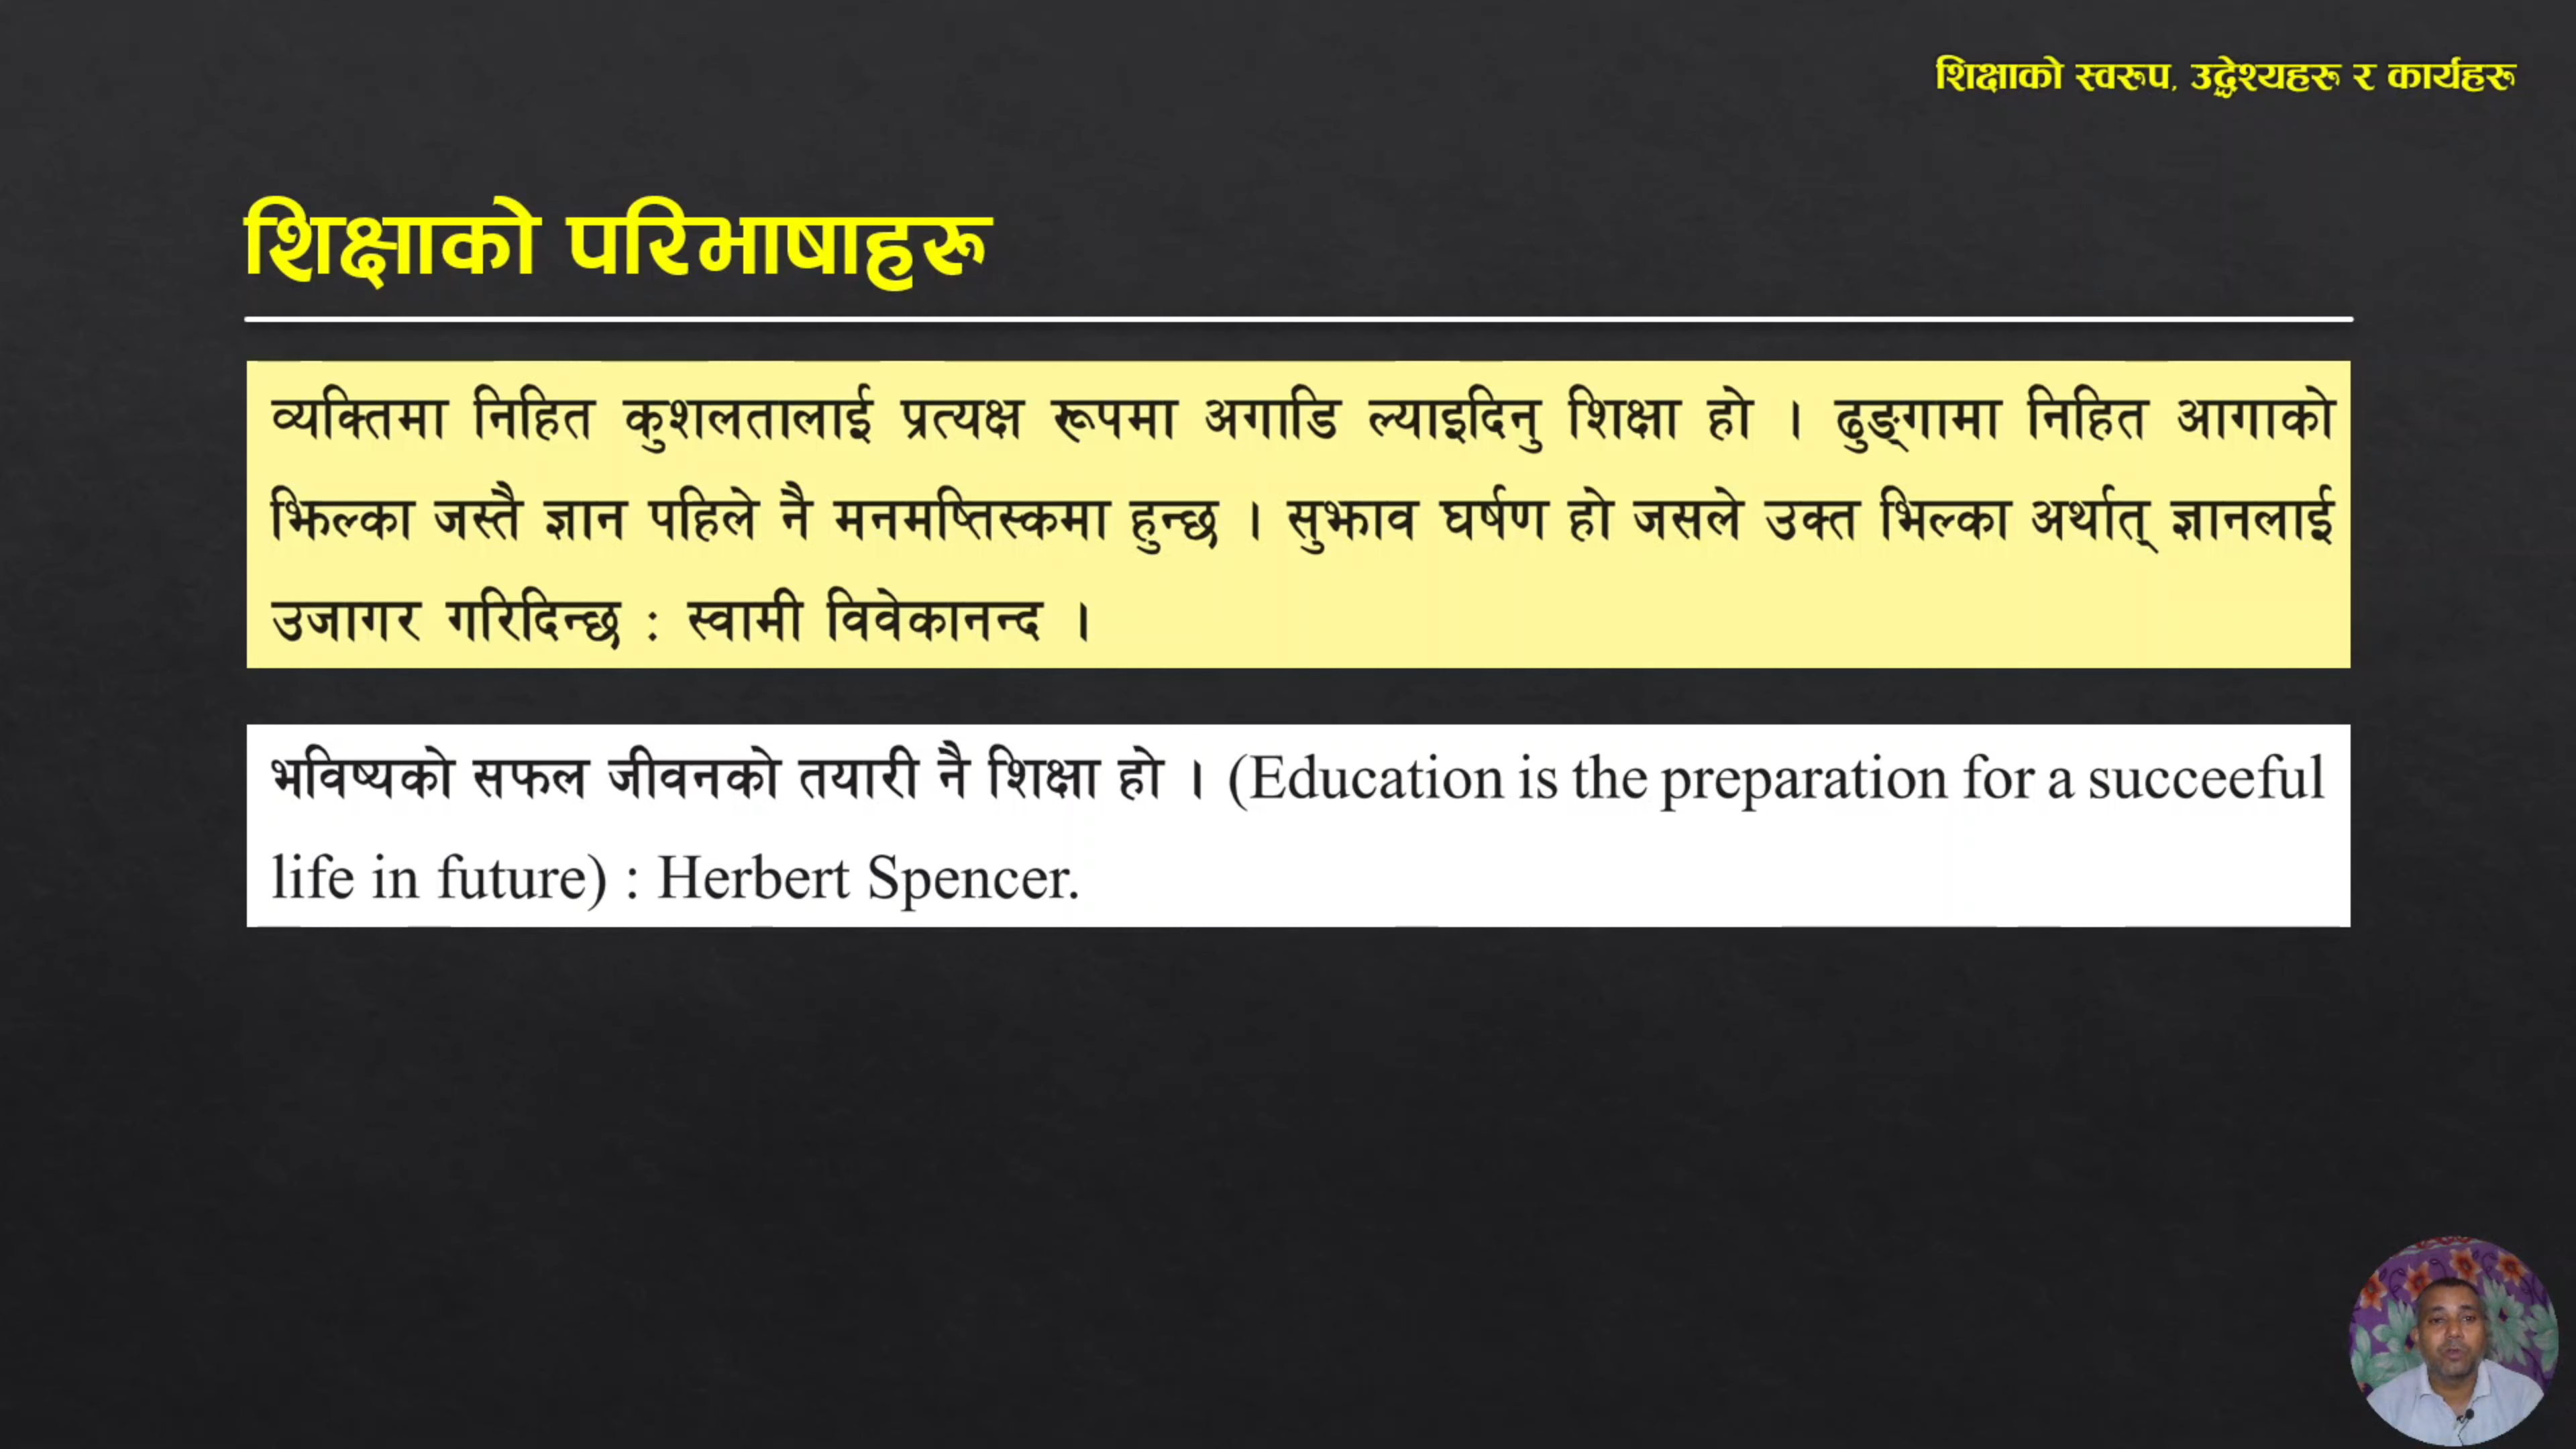 शिक्षाको स्वरूप, उद्धेश्यहरू र कार्यहरू
शिक्षाको परिभाषाहरू
व्यक्तिमा निहित कुशलतालाई प्रत्यक्ष रूपमा अगाडि ल्याइदिनु शिक्षा हो । ढुङ्गामा निहित आगाको
झिल्का जस्तै ज्ञान पहिले नै मनमष्तिस्कमा हुन्छ । सुझाव घर्षण हो जसले उक्त भिल्का अर्थात् ज्ञानलाई
उजागर गरिदिन्छ : स्वामी विवेकानन्द ।
भविष्यको सफल जीवनको तयारी नै शिक्षा हो । (Education is the preparation for a succeeful
life in future) : Herbert Spencer.